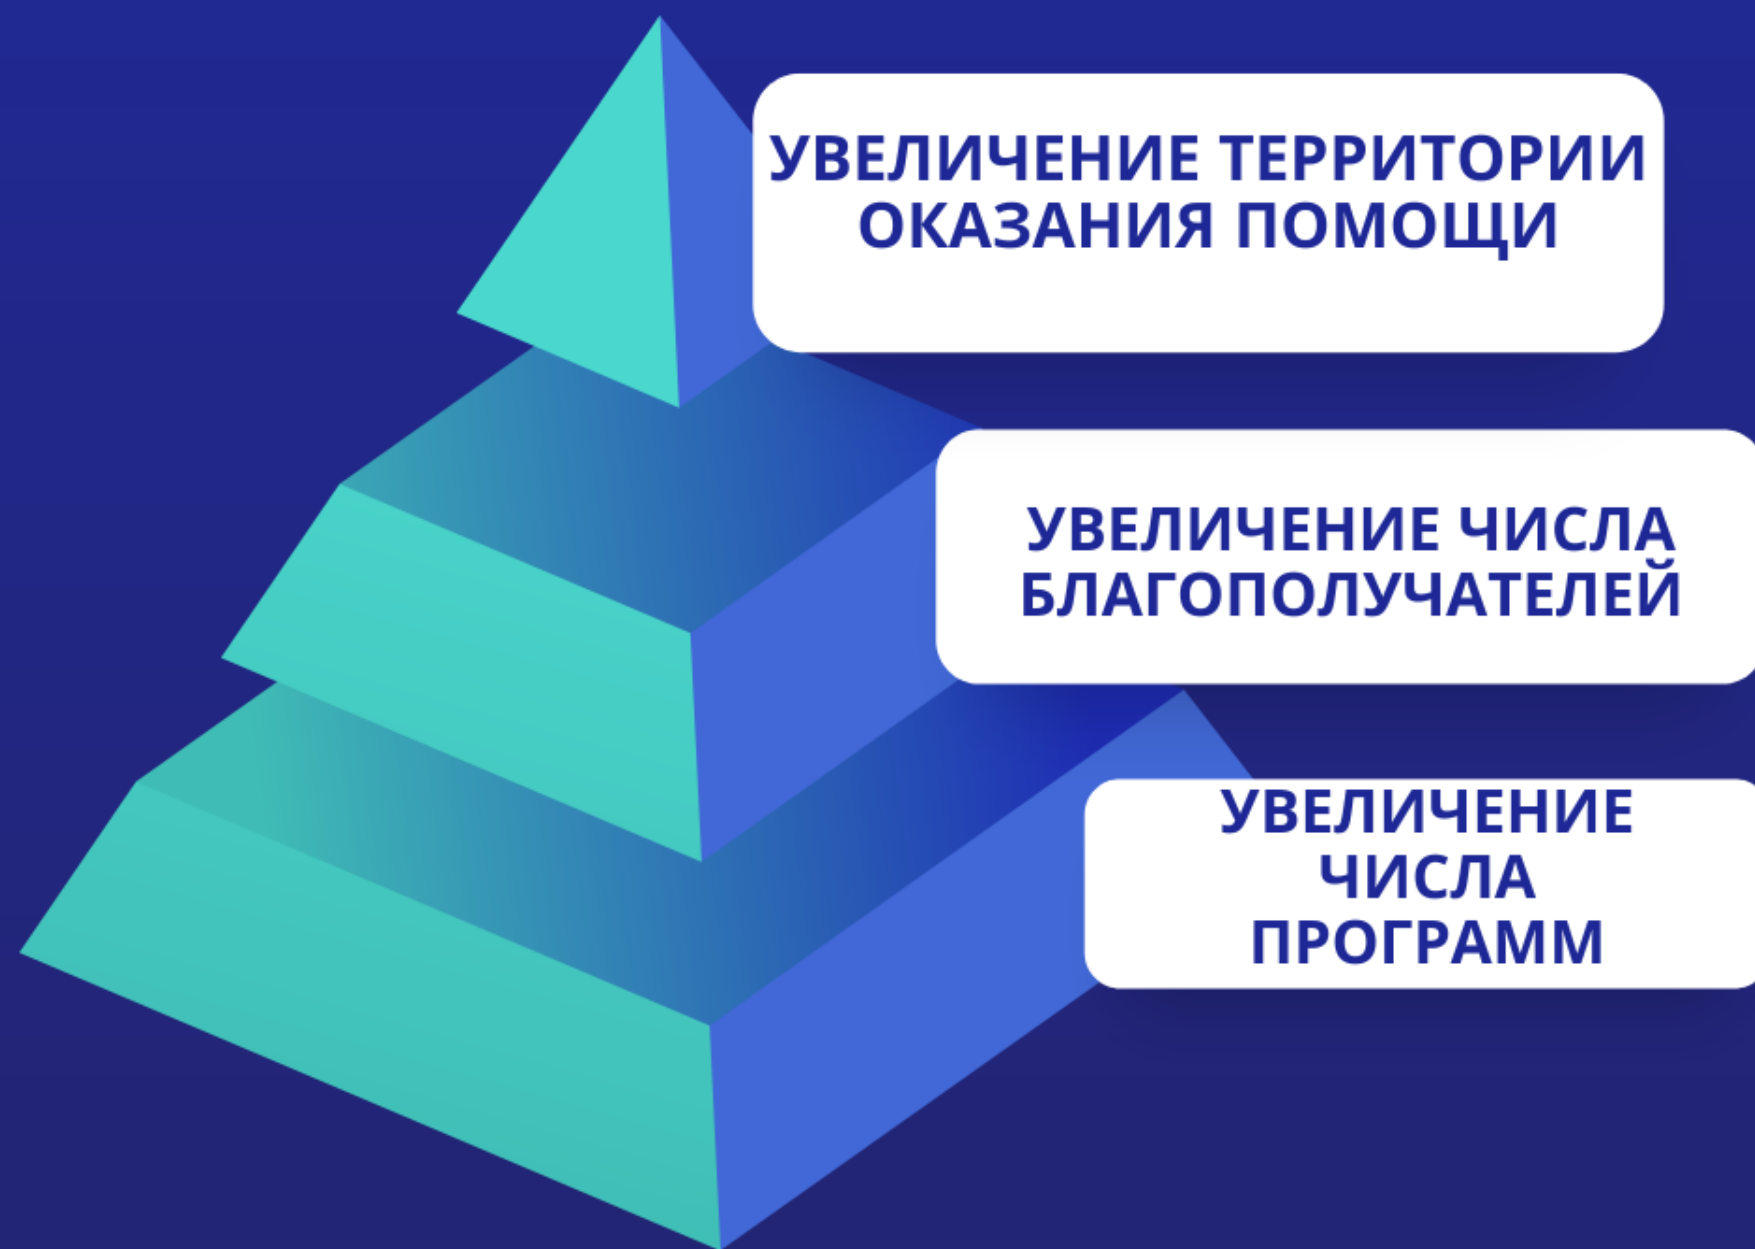 УВЕЛИЧЕНИЕ ТЕРРИТОРИИ
ОКАЗАНИЯ ПОМОЩИ
УВЕЛИЧЕНИЕ ЧИСЛА
БЛАГОПОЛУЧАТЕЛЕЙ
УВЕЛИЧЕНИЕ
ЧИСЛА
ПРОГРАММ